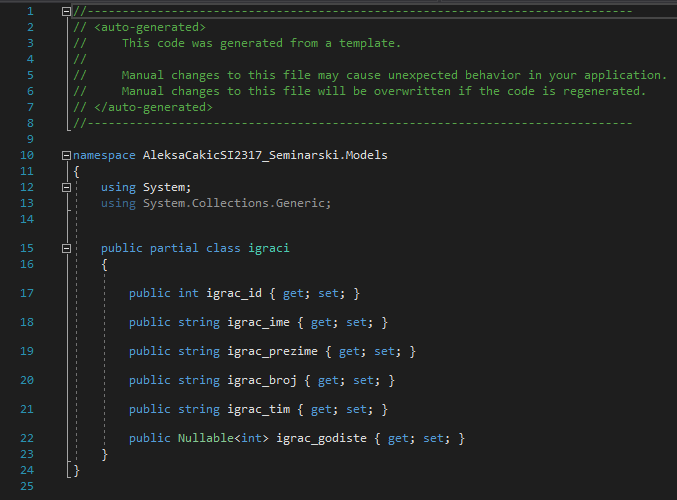 1 //------------------------------------------------------------------------------
2 // <auto-generated>
3 //     This code was generated from a template.
4 //
5 //     Manual changes to this file may cause unexpected behavior in your application.
6 //     Manual changes to this file will be overwritten if the code is regenerated.
7 // </auto-generated>
8 //------------------------------------------------------------------------------
9
10 namespace AleksaCakicSI2317_Seminarski.Models
11 {
12     using System;
13     using System.Collections.Generic;
14
15     public partial class igraci
16     {
17         public int igrac_id { get; set; }
18         public string igrac_ime { get; set; }
19         public string igrac_prezime { get; set; }
20         public string igrac_broj { get; set; }
21         public string igrac_tim { get; set; }
22         public Nullable<int> igrac_godiste { get; set; }
23     }
24 }
25